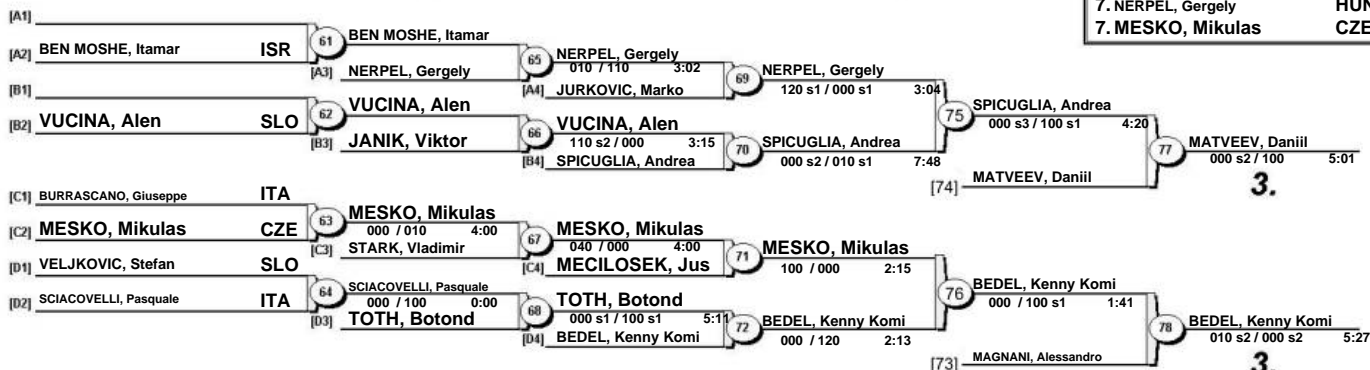 7. NERPEL, Gergely HUN
7. MESKO, Mikulas CZE
[A1]
[A2] BEN MOSHE, Itamar ISR
61 BEN MOSHE, Itamar
[A3] NERPEL, Gergely
65 NERPEL, Gergely
010 / 110 3:02
[A4] JURKOVIC, Marko
69 NERPEL, Gergely
120 s1 / 000 s1 3:04
[B1]
[B2] VUCINA, Alen SLO
62 VUCINA, Alen
[B3] JANIK, Viktor
66 VUCINA, Alen
110 s2 / 000 3:15
[B4] SPICUGLIA, Andrea
70 SPICUGLIA, Andrea
000 s2 / 010 s1 7:48
75 SPICUGLIA, Andrea
000 s3 / 100 s1 4:20
[74] MATVEEV, Daniil
77 MATVEEV, Daniil
000 s2 / 100 5:01
3.
[C1] BURRASCANO, Giuseppe ITA
[C2] MESKO, Mikulas CZE
63 MESKO, Mikulas
000 / 010 4:00
[C3] STARK, Vladimir
67 MESKO, Mikulas
040 / 000 4:00
[C4] MECILOSEK, Jus
71 MESKO, Mikulas
100 / 000 2:15
[D1] VELJKOVIC, Stefan SLO
[D2] SCIACOVELLI, Pasquale ITA
64 SCIACOVELLI, Pasquale
000 / 100 0:00
[D3] TOTH, Botond
68 TOTH, Botond
000 s1 / 100 s1 5:11
[D4] BEDEL, Kenny Komi
72 BEDEL, Kenny Komi
000 / 120 2:13
76 BEDEL, Kenny Komi
000 / 100 s1 1:41
[73] MAGNANI, Alessandro
78 BEDEL, Kenny Komi
010 s2 / 000 s2 5:27
3.